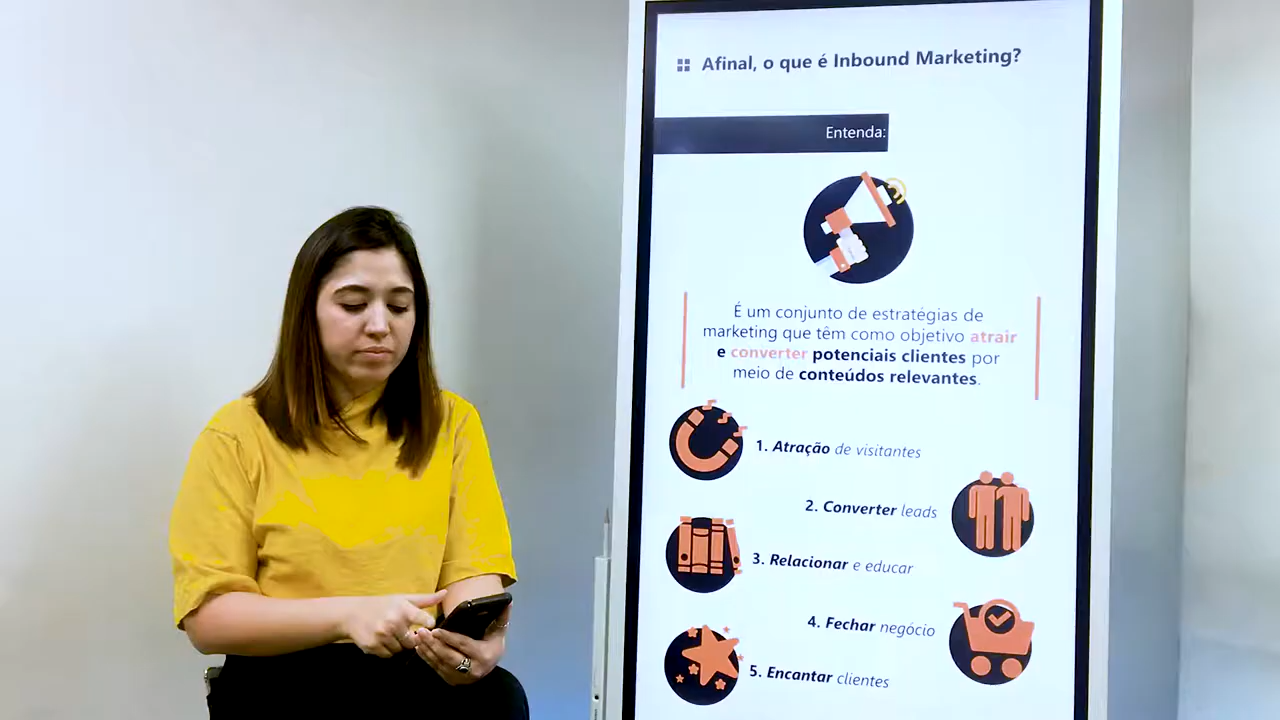 Afinal, o que é Inbound Marketing?
Entenda:
É um conjunto de estratégias de
marketing que têm como objetivo atrair
e converter potenciais clientes por
meio de conteúdos relevantes.
1. Atração de visitantes
2. Converter leads
3. Relacionar e educar
4. Fechar negócio
5. Encantar clientes